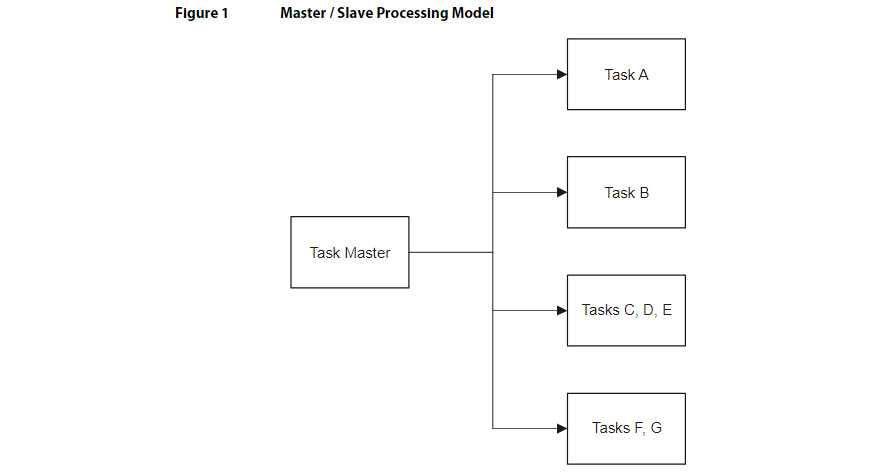 Figure 1 Master / Slave Processing Model
Task A
Task B
Task Master
Tasks C, D, E
Tasks F, G